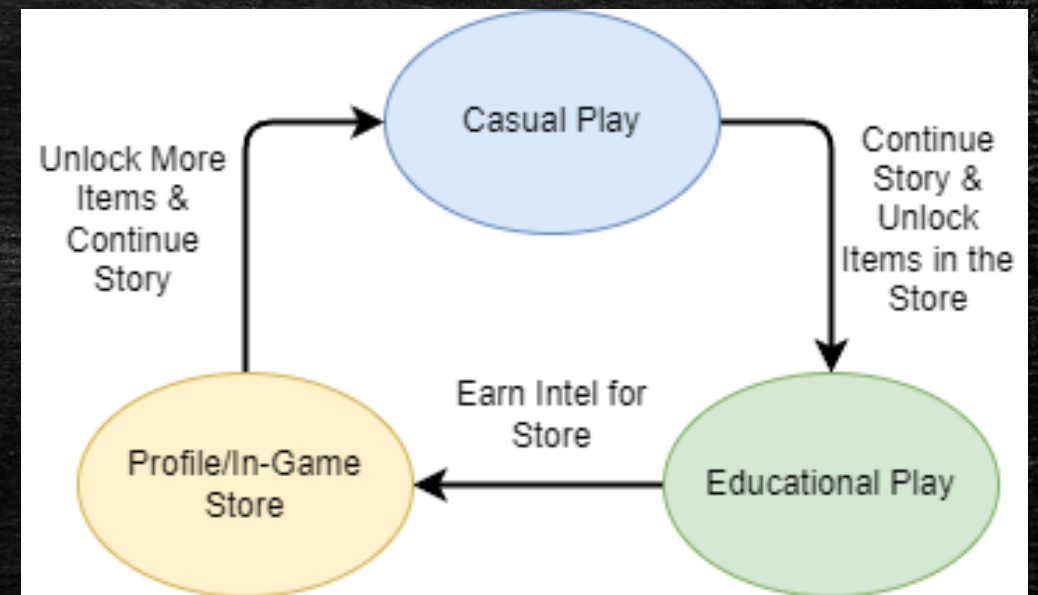 Casual Play
Unlock More
Items &
Continue
Story
Continue
Story &
Unlock
Items in the
Store
Earn Intel for
Store
Profile/In-Game
Store
Educational Play